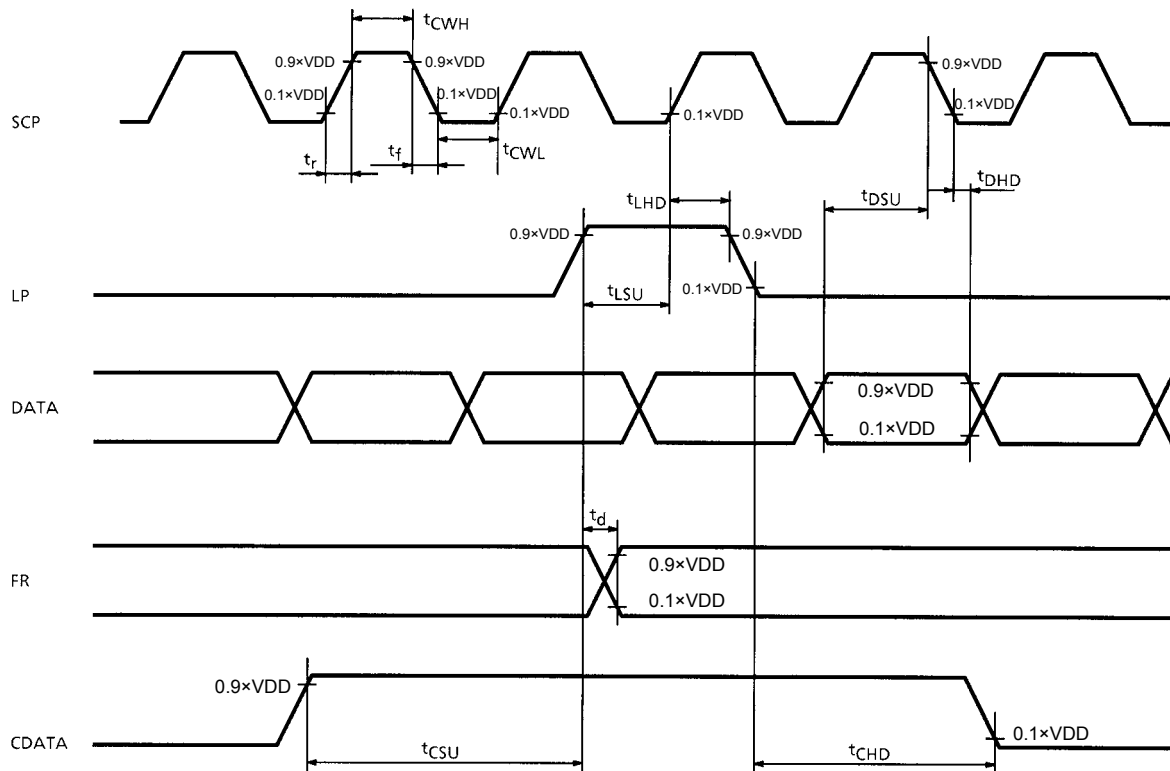 tCWH
0.9×VDD 0.9×VDD 0.9×VDD
0.1×VDD 0.1×VDD 0.1×VDD 0.1×VDD 0.1×VDD
SCP
tr tf tCWL
tLHD tDSU tDHD
0.9×VDD 0.9×VDD
LP tLSU 0.1×VDD
DATA 0.9×VDD
0.1×VDD
td
0.9×VDD
FR
0.1×VDD
0.9×VDD
CDATA 0.1×VDD
tCSU tCHD